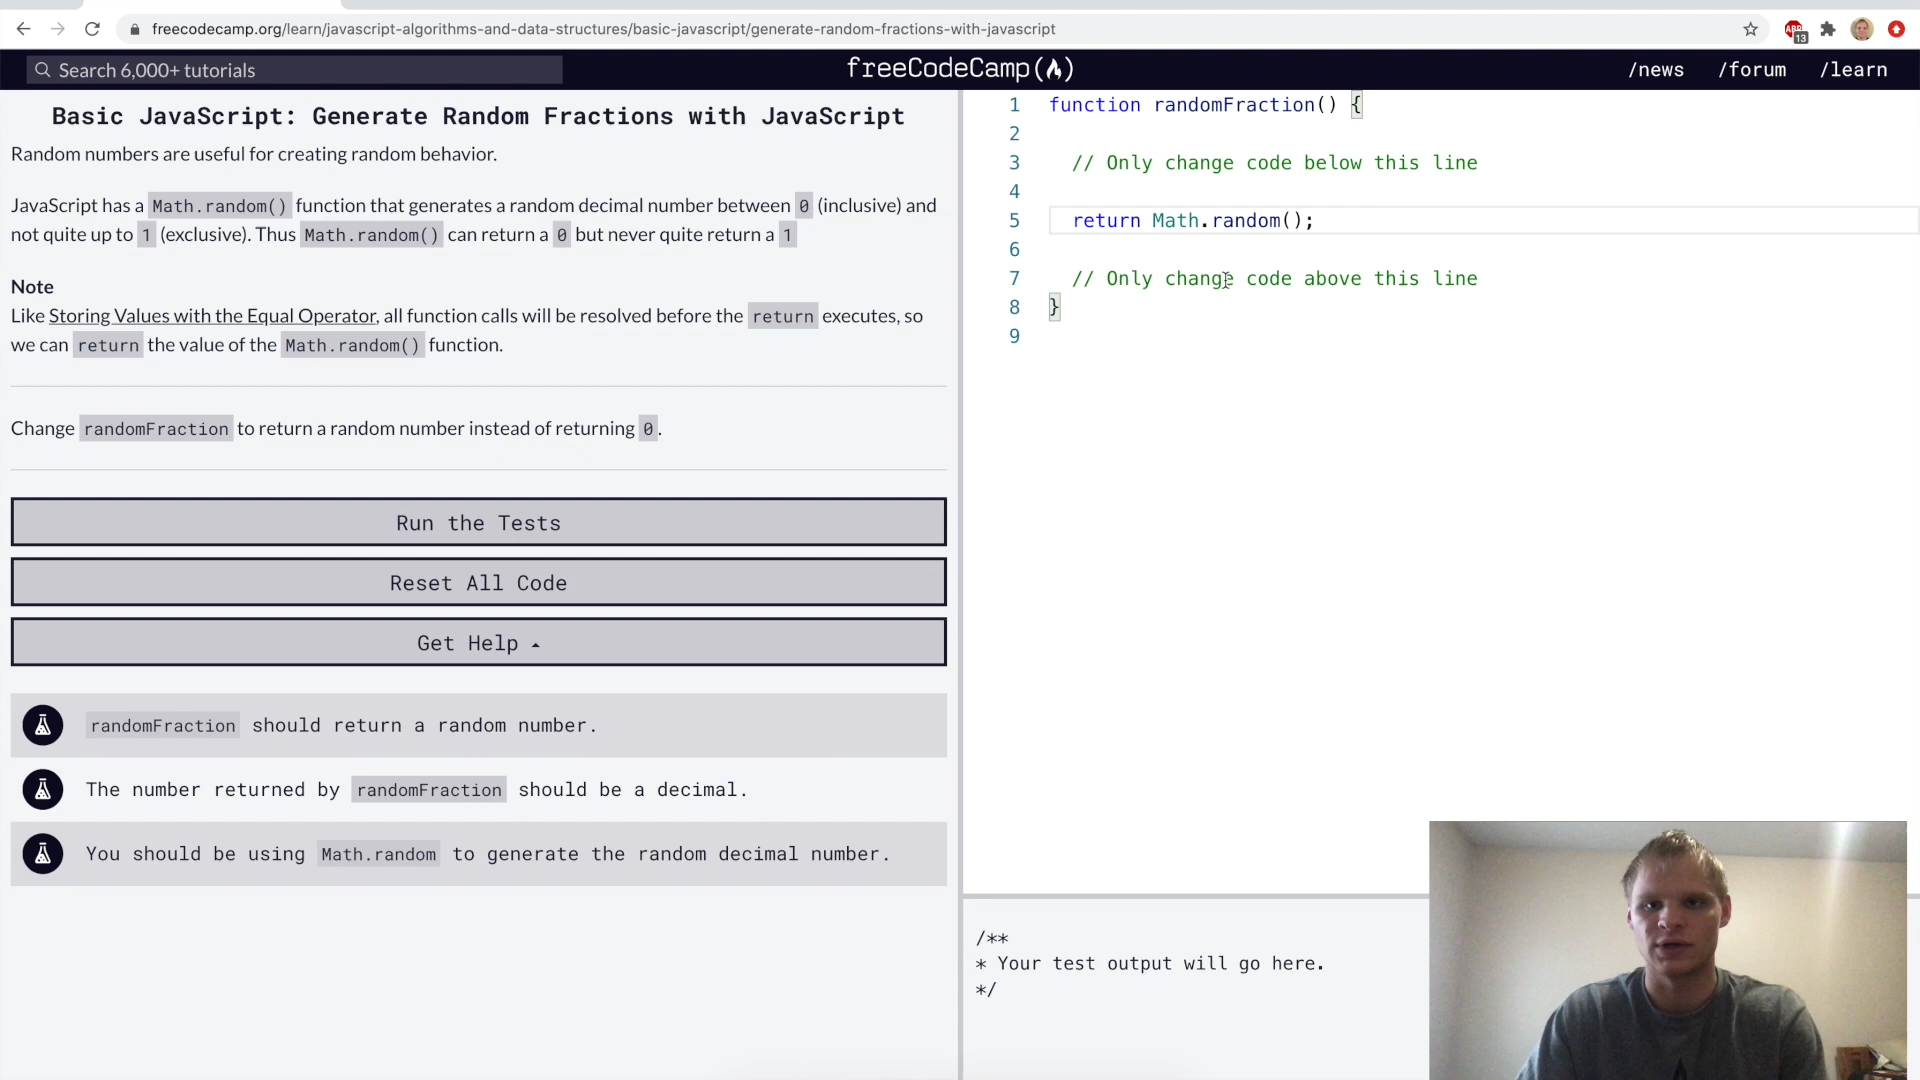 freecodecamp.org/learn/javascript-algorithms-and-data-structures/basic-javascript/generate-random-fractions-with-javascript
ABP
13
Search 6,000+ tutorials
freeCodeCamp
/news
/forum
/learn
Basic JavaScript: Generate Random Fractions with JavaScript
Random numbers are useful for creating random behavior.
JavaScript has a Math.random() function that generates a random decimal number between 0 (inclusive) and
not quite up to 1 (exclusive). Thus Math.random() can return a 0 but never quite return a 1
Note
Like Storing Values with the Equal Operator, all function calls will be resolved before the return executes, so
we can return the value of the Math.random() function.
Change randomFraction to return a random number instead of returning 0.
Run the Tests
Reset All Code
Get Help
randomFraction should return a random number.
The number returned by randomFraction should be a decimal.
You should be using Math.random to generate the random decimal number.
1 function randomFraction() {
2
3 // Only change code below this line
4
5 return Math.random();
6
7 // Only change code above this line
8 }
9
/**
* Your test output will go here.
*/